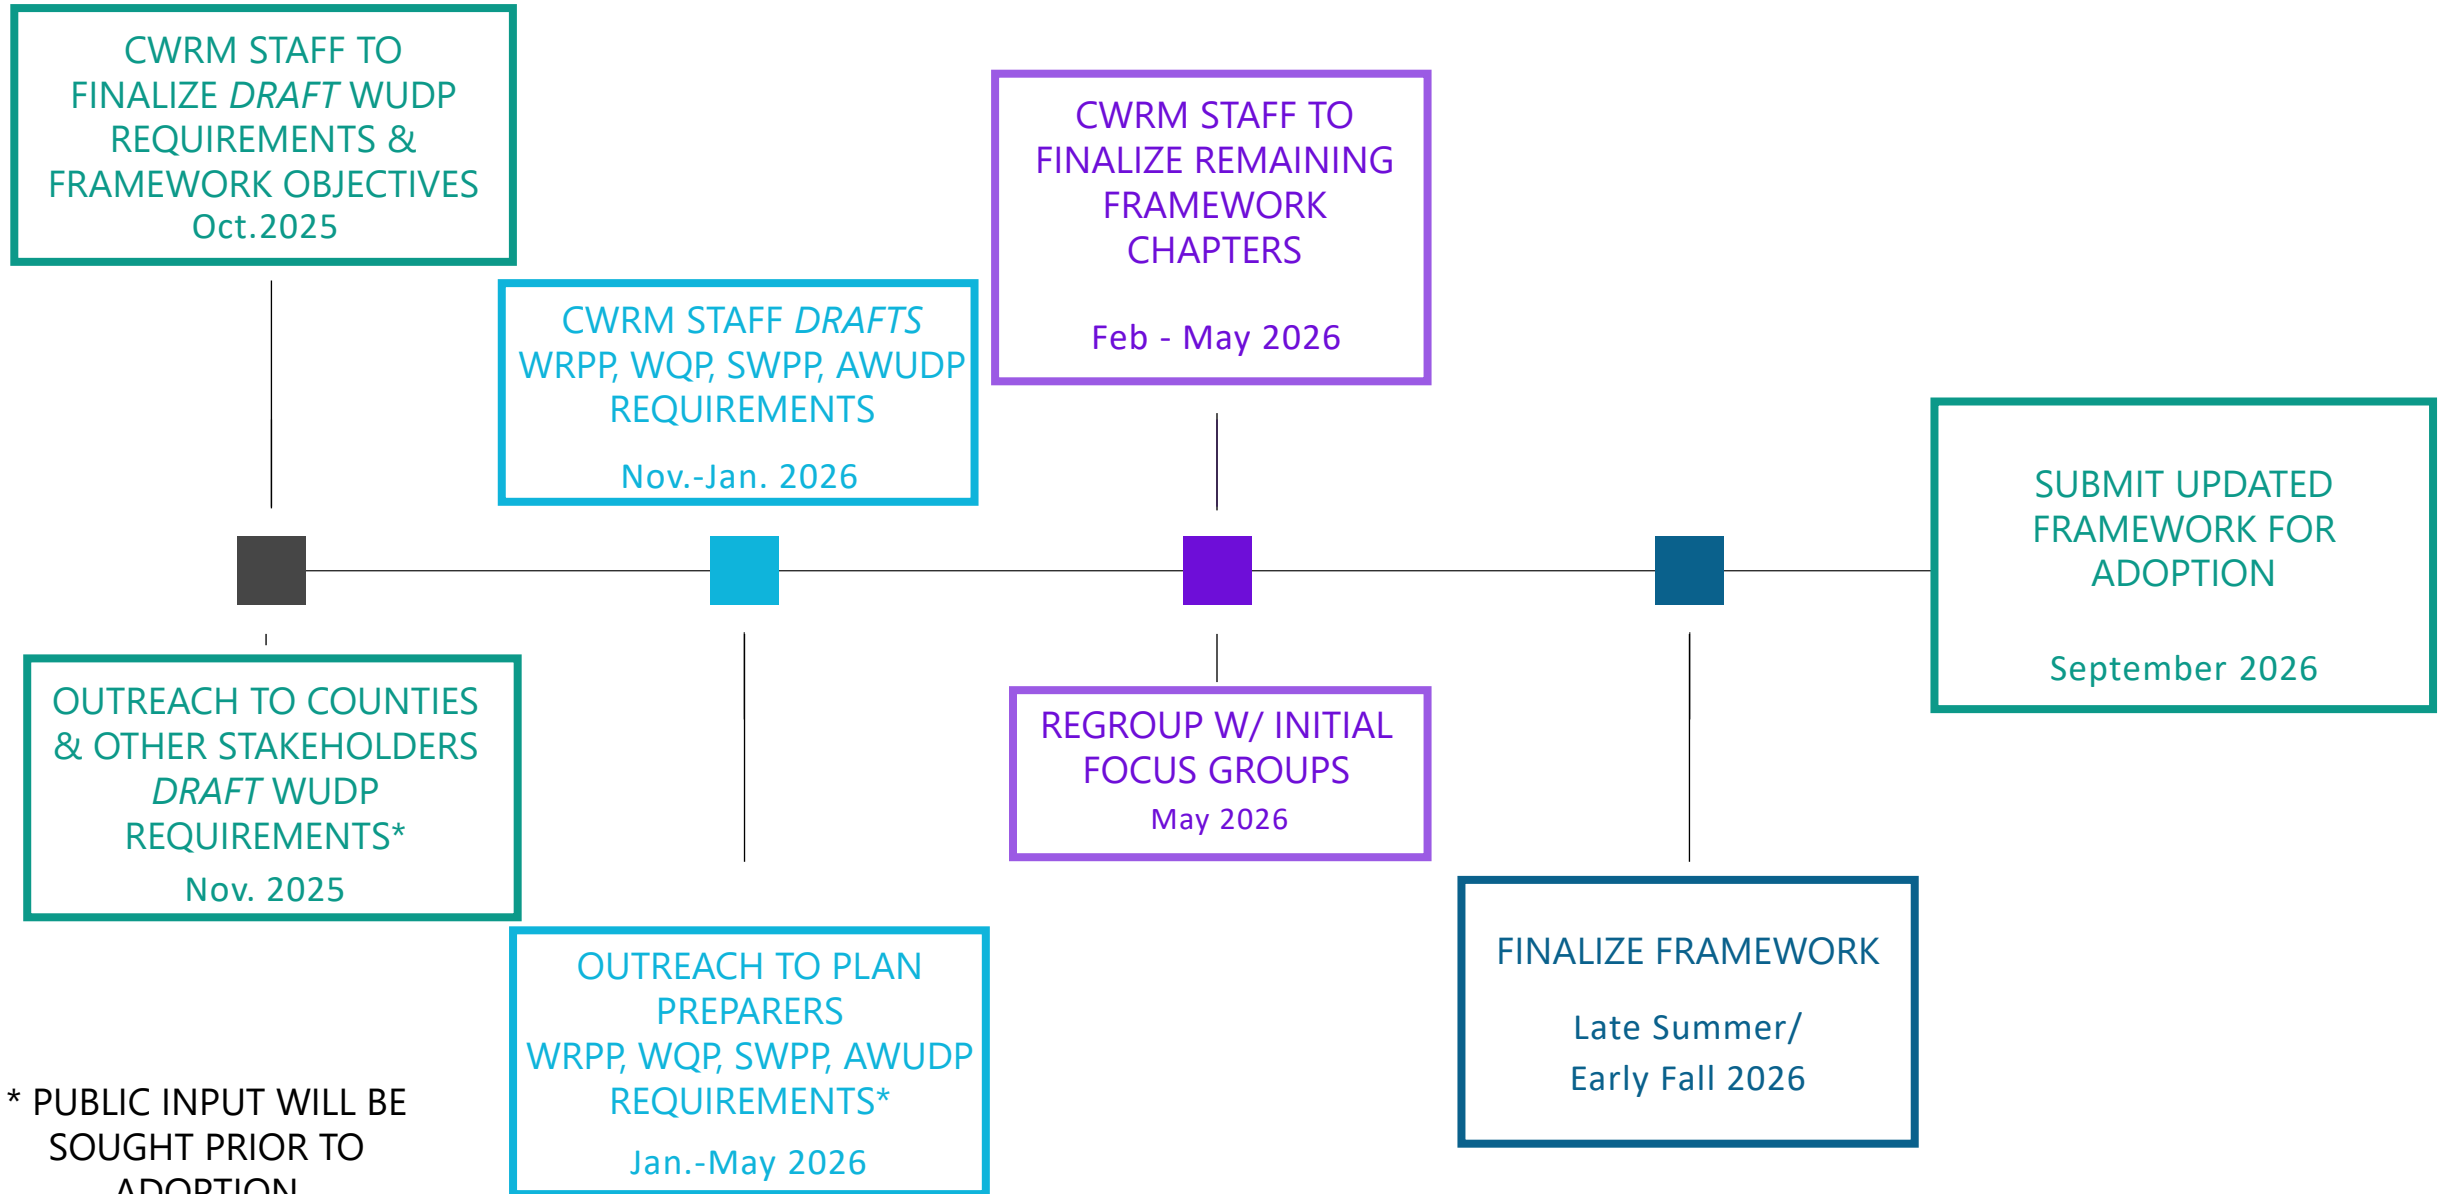 CWRM STAFF TO
FINALIZE DRAFT WUDP
REQUIREMENTS &
FRAMEWORK OBJECTIVES
Oct.2025
CWRM STAFF DRAFTS
WRPP, WQP, SWPP, AWUDP
REQUIREMENTS
Nov.-Jan. 2026
CWRM STAFF TO
FINALIZE REMAINING
FRAMEWORK
CHAPTERS
Feb - May 2026
SUBMIT UPDATED
FRAMEWORK FOR
ADOPTION
September 2026
OUTREACH TO COUNTIES
& OTHER STAKEHOLDERS
DRAFT WUDP
REQUIREMENTS*
Nov. 2025
OUTREACH TO PLAN
PREPARERS
WRPP, WQP, SWPP, AWUDP
REQUIREMENTS*
Jan.-May 2026
REGROUP W/ INITIAL
FOCUS GROUPS
May 2026
FINALIZE FRAMEWORK
Late Summer/
Early Fall 2026
* PUBLIC INPUT WILL BE
SOUGHT PRIOR TO
ADOPTION